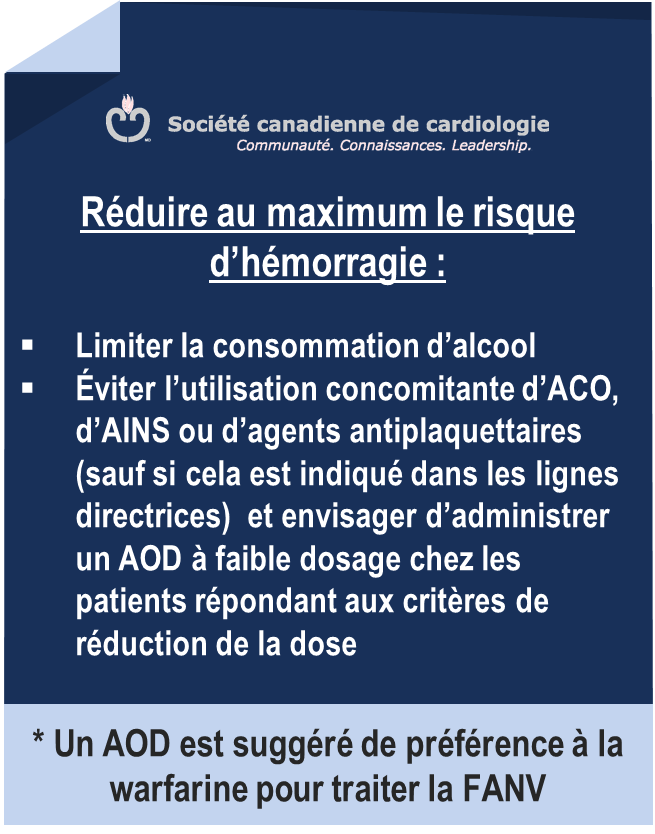 Société canadienne de cardiologie
Communauté. Connaissances. Leadership.
Réduire au maximum le risque
d’hémorragie :
▪ Limiter la consommation d’alcool
▪ Éviter l’utilisation concomitante d’ACO,
d’AINS ou d’agents antiplaquettaires
(sauf si cela est indiqué dans les lignes
directrices) et envisager d’administrer
un AOD à faible dosage chez les
patients répondant aux critères de
réduction de la dose
* Un AOD est suggéré de préférence à la
warfarine pour traiter la FANV